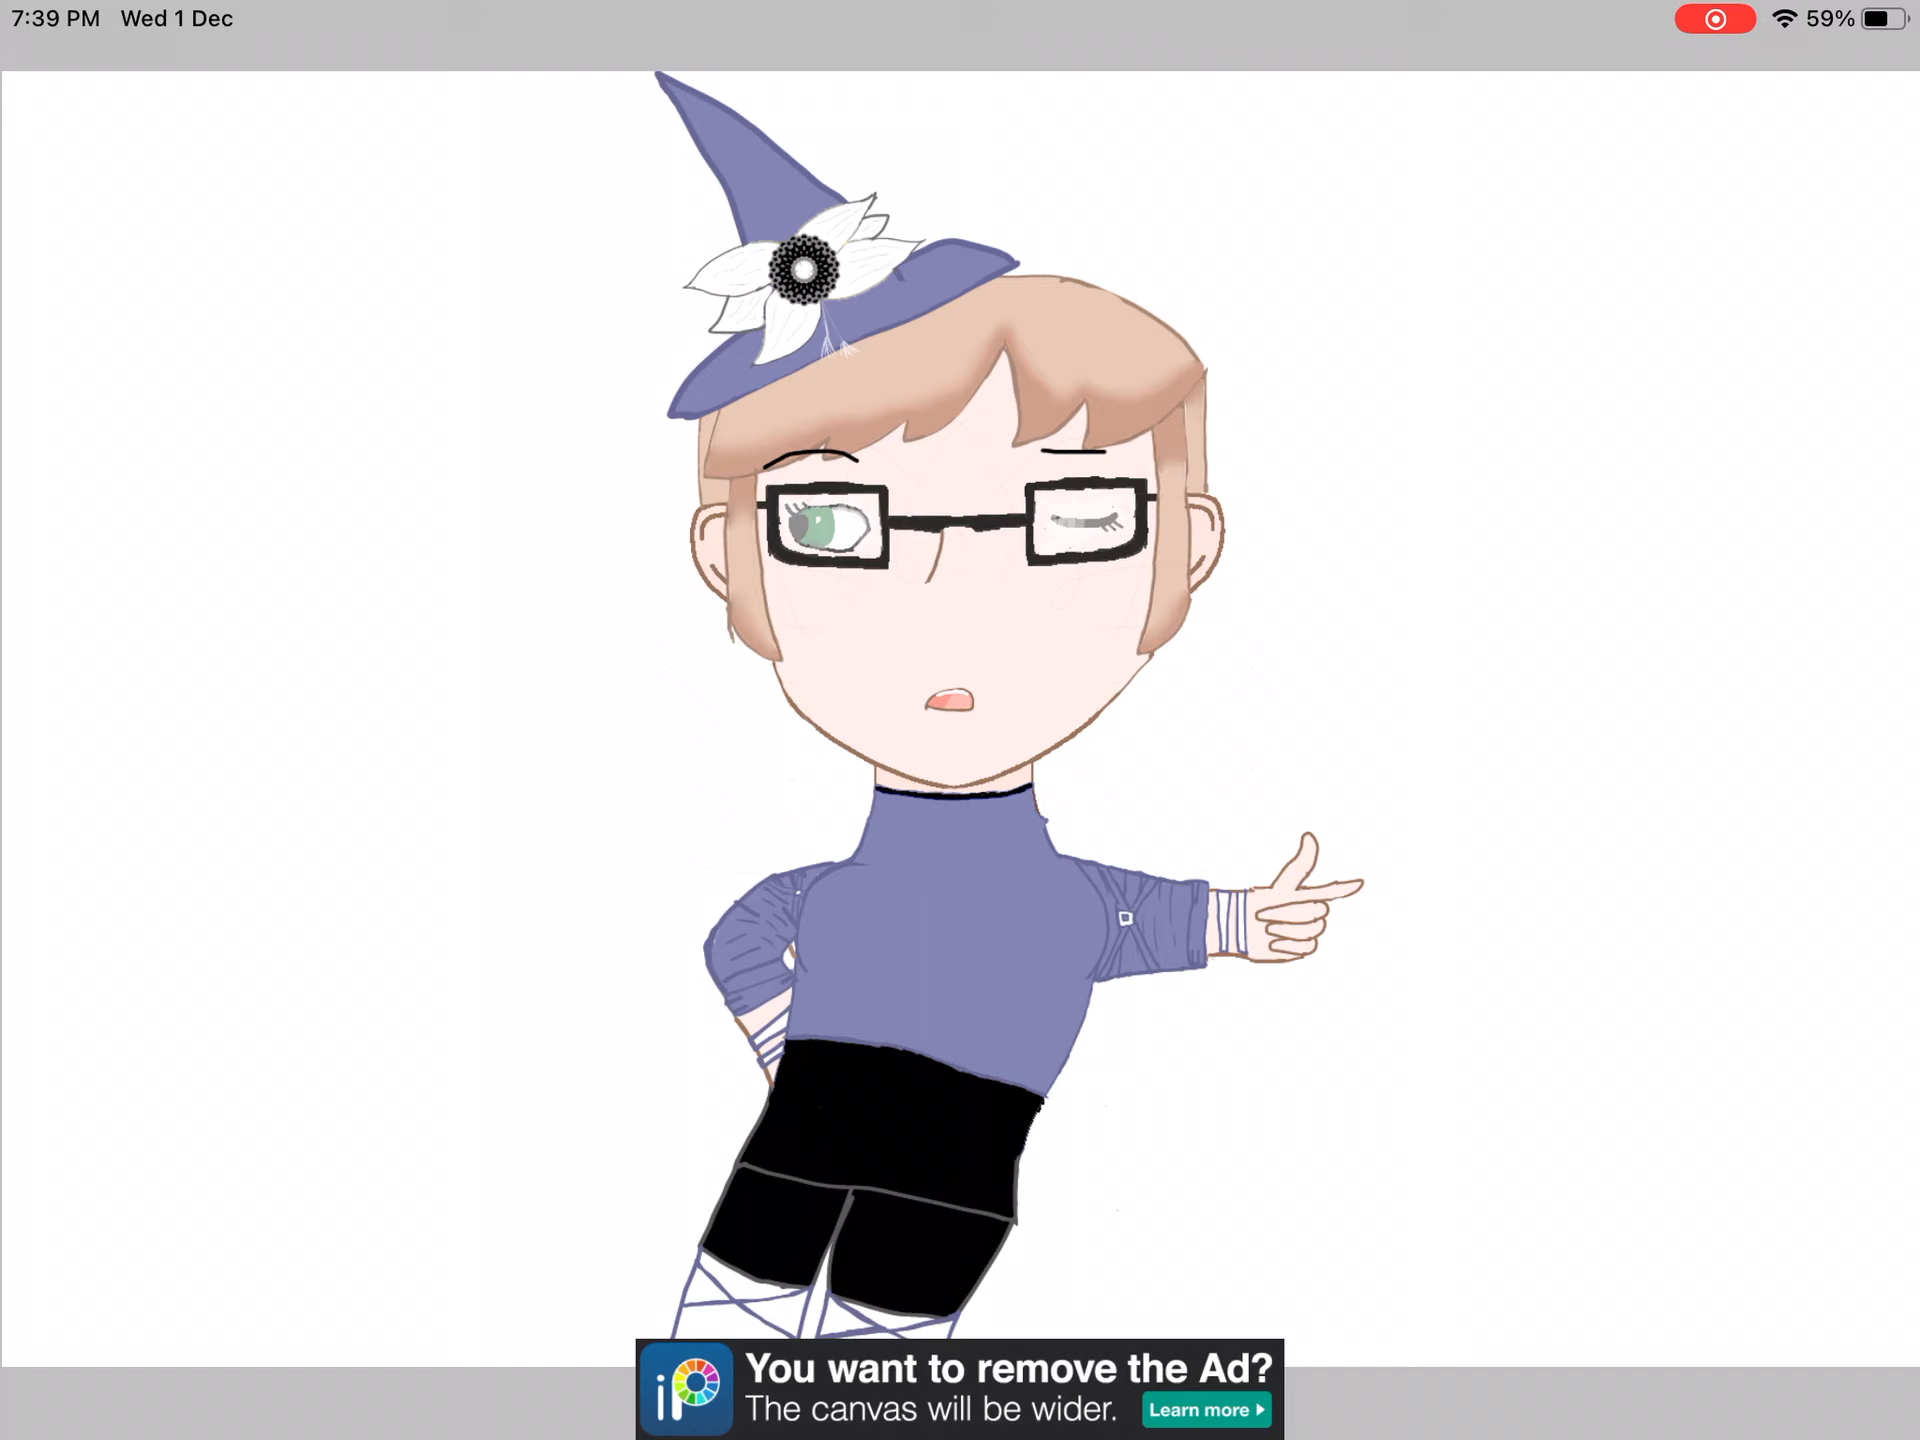 7:39 PM Wed 1 Dec
59%
iP
You want to remove the Ad?
The canvas will be wider.
Learn more